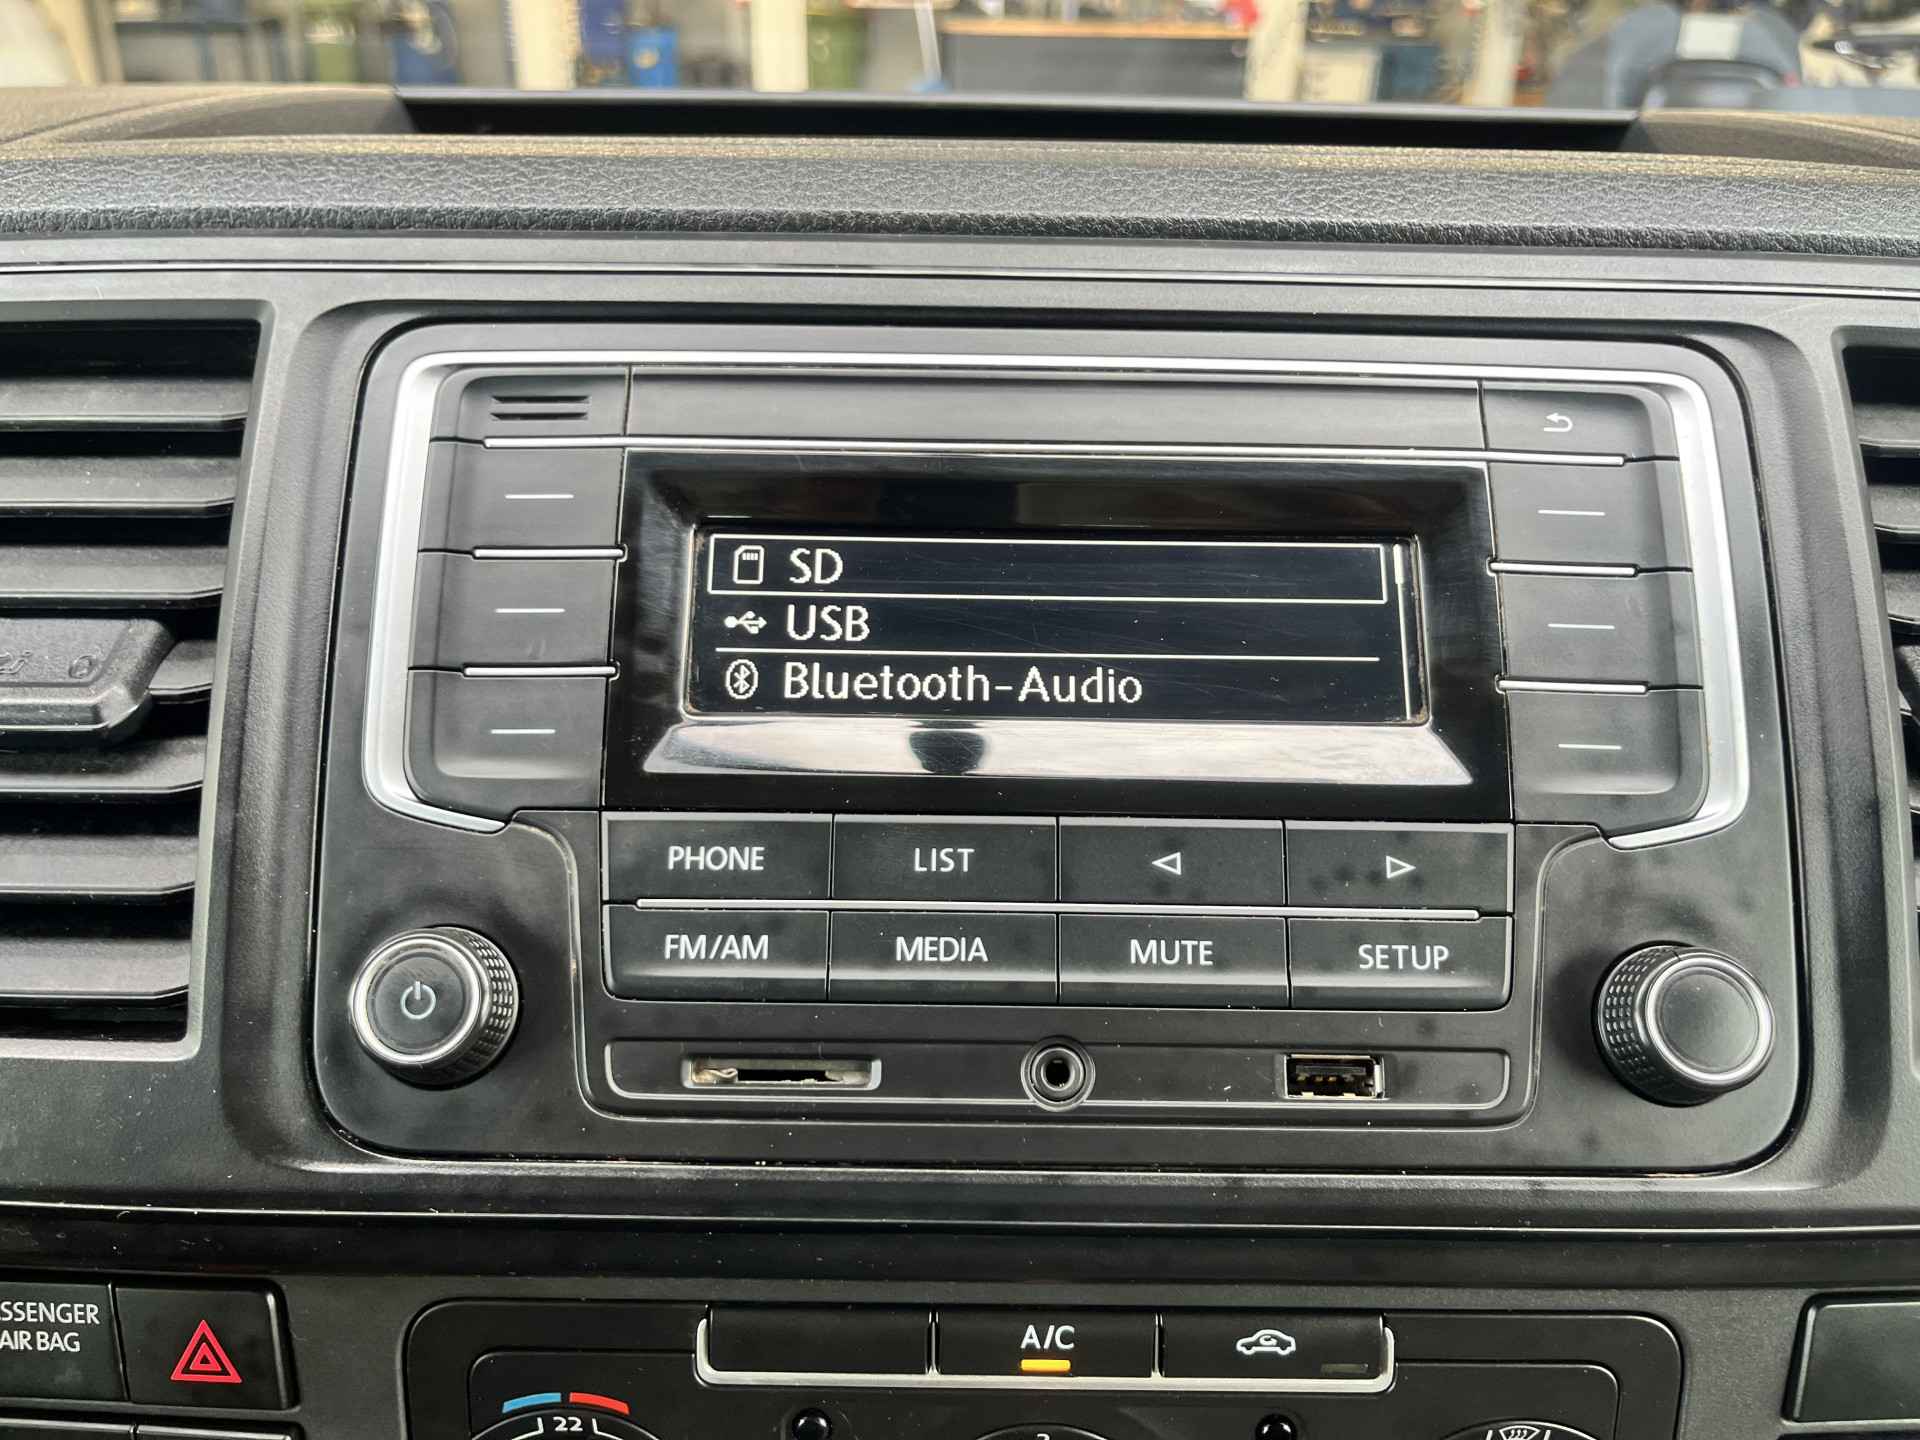 SD
USB
Bluetooth-Audio
PHONE LIST
FM/AM MEDIA MUTE SETUP
SSENGER
AIR BAG
A/C
22